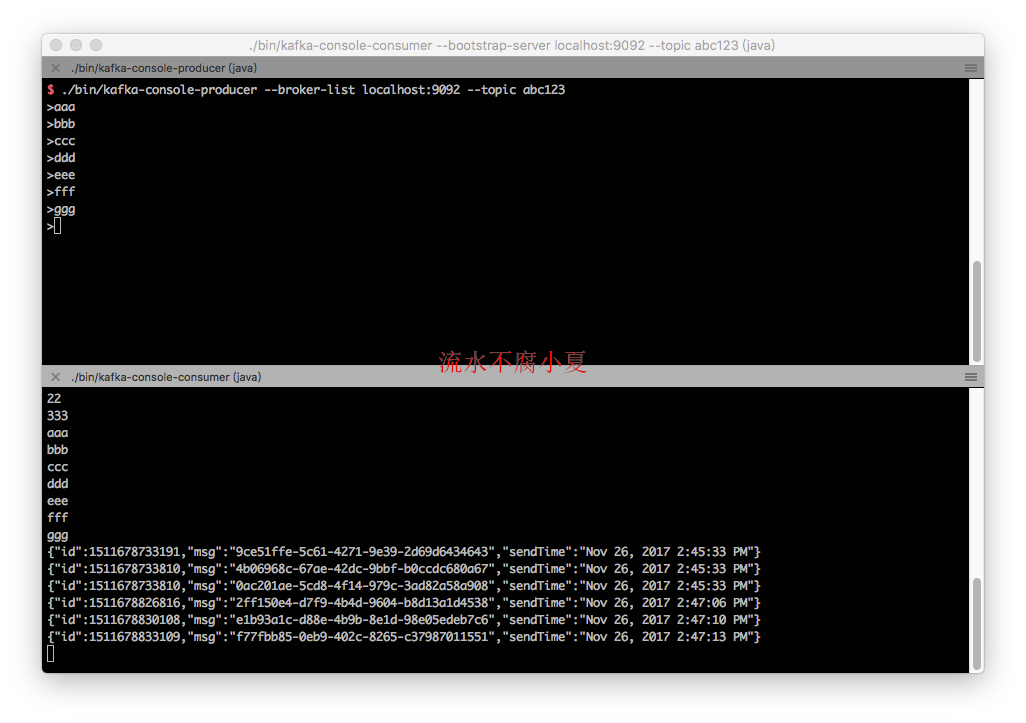 ./bin/kafka-console-consumer --bootstrap-server localhost:9092 --topic abc123 (java)
./bin/kafka-console-producer (java)
$ ./bin/kafka-console-producer --broker-list localhost:9092 --topic abc123
>aaa
>bbb
>ccc
>ddd
>eee
>fff
>ggg
>
流水不腐小夏
./bin/kafka-console-consumer (java)
22
333
aaa
bbb
ccc
ddd
eee
fff
ggg
{"id":1511678733191,"msg":"9ce51ffe-5c61-4271-9e39-2d69d6434643","sendTime":"Nov 26, 2017 2:45:33 PM"}
{"id":1511678733810,"msg":"4b06968c-67ae-42dc-9bbf-b0ccdc680a67","sendTime":"Nov 26, 2017 2:45:33 PM"}
{"id":1511678733810,"msg":"0ac201ae-5cd8-4f14-979c-3ad82a58a908","sendTime":"Nov 26, 2017 2:45:33 PM"}
{"id":1511678826816,"msg":"2ff150e4-d7f9-4b4d-9604-b8d13a1d4538","sendTime":"Nov 26, 2017 2:47:06 PM"}
{"id":1511678830108,"msg":"e1b93a1c-d88e-4b9b-8e1d-98e05edeb7c6","sendTime":"Nov 26, 2017 2:47:10 PM"}
{"id":1511678833109,"msg":"f77fbb85-0eb9-402c-8265-c37987011551","sendTime":"Nov 26, 2017 2:47:13 PM"}